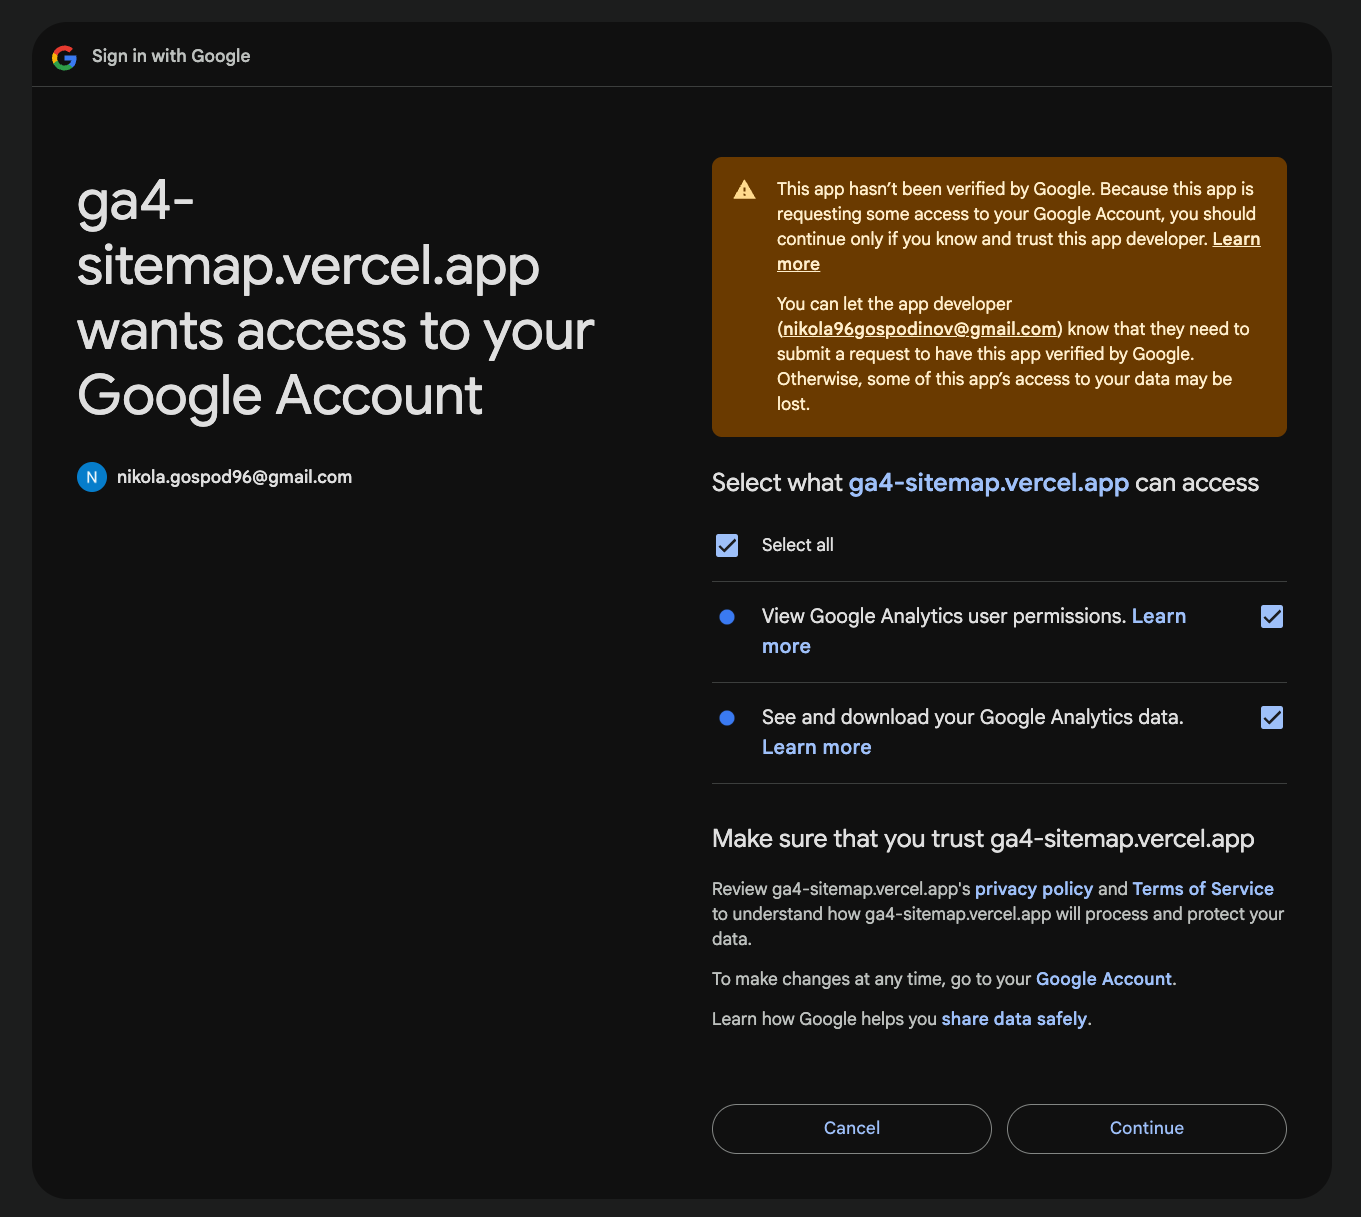 Sign in with Google
ga4-
sitemap.vercel.app
wants access to your
Google Account
N
nikola.gospod96@gmail.com
This app hasn’t been verified by Google. Because this app is
requesting some access to your Google Account, you should
continue only if you know and trust this app developer. Learn
more
You can let the app developer
(nikola96gospodinov@gmail.com) know that they need to
submit a request to have this app verified by Google.
Otherwise, some of this app’s access to your data may be
lost.
Select what ga4-sitemap.vercel.app can access
Select all
View Google Analytics user permissions. Learn
more
See and download your Google Analytics data.
Learn more
Make sure that you trust ga4-sitemap.vercel.app
Review ga4-sitemap.vercel.app's privacy policy and Terms of Service
to understand how ga4-sitemap.vercel.app will process and protect your
data.
To make changes at any time, go to your Google Account.
Learn how Google helps you share data safely.
Cancel
Continue